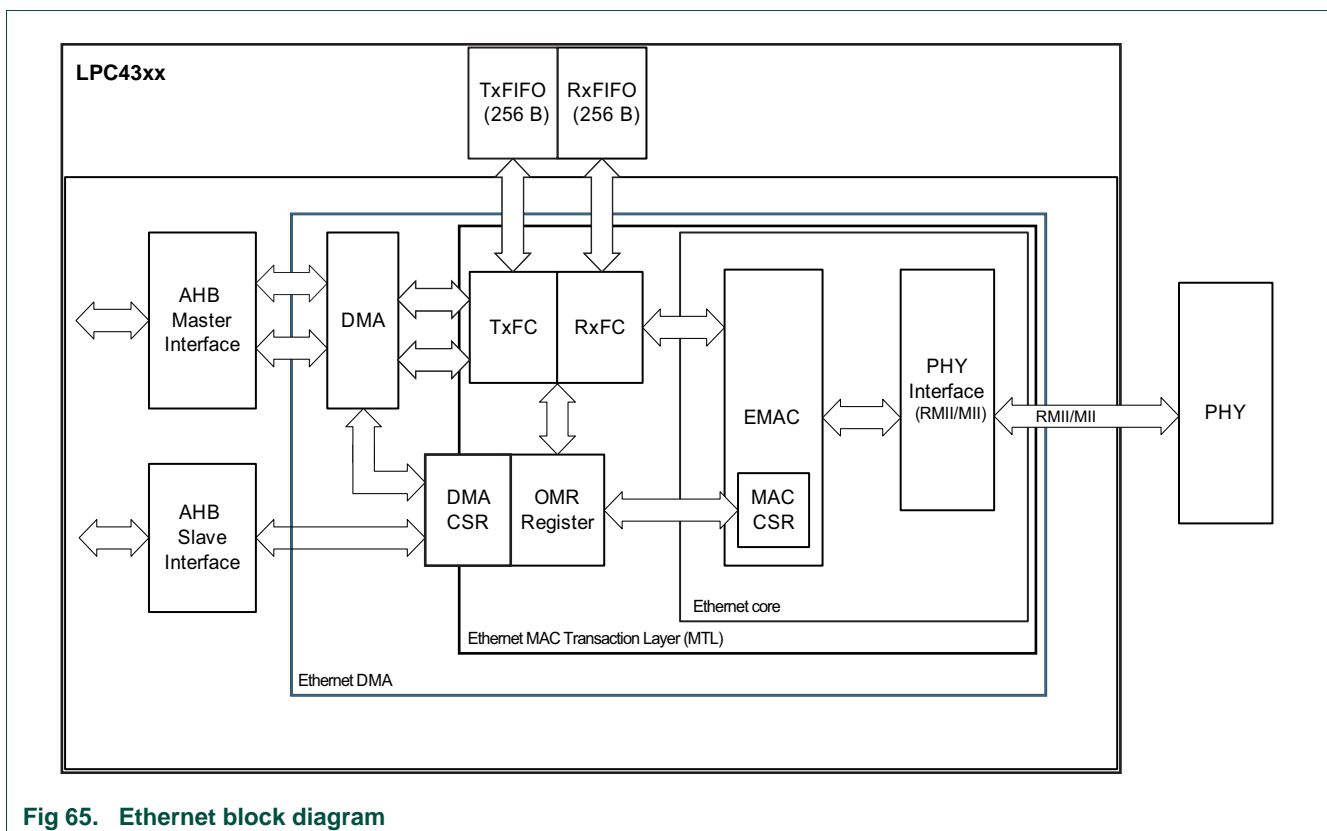 LPC43xx
TxFIFO
(256 B)
RxFIFO
(256 B)
AHB
Master
Interface
DMA
TxFC
RxFC
EMAC
PHY
Interface
(RMII/MII)
RMII/MII
PHY
AHB
Slave
Interface
DMA
CSR
OMR
Register
MAC
CSR
Ethernet core
Ethernet MAC Transaction Layer (MTL)
Ethernet DMA
Fig 65. Ethernet block diagram